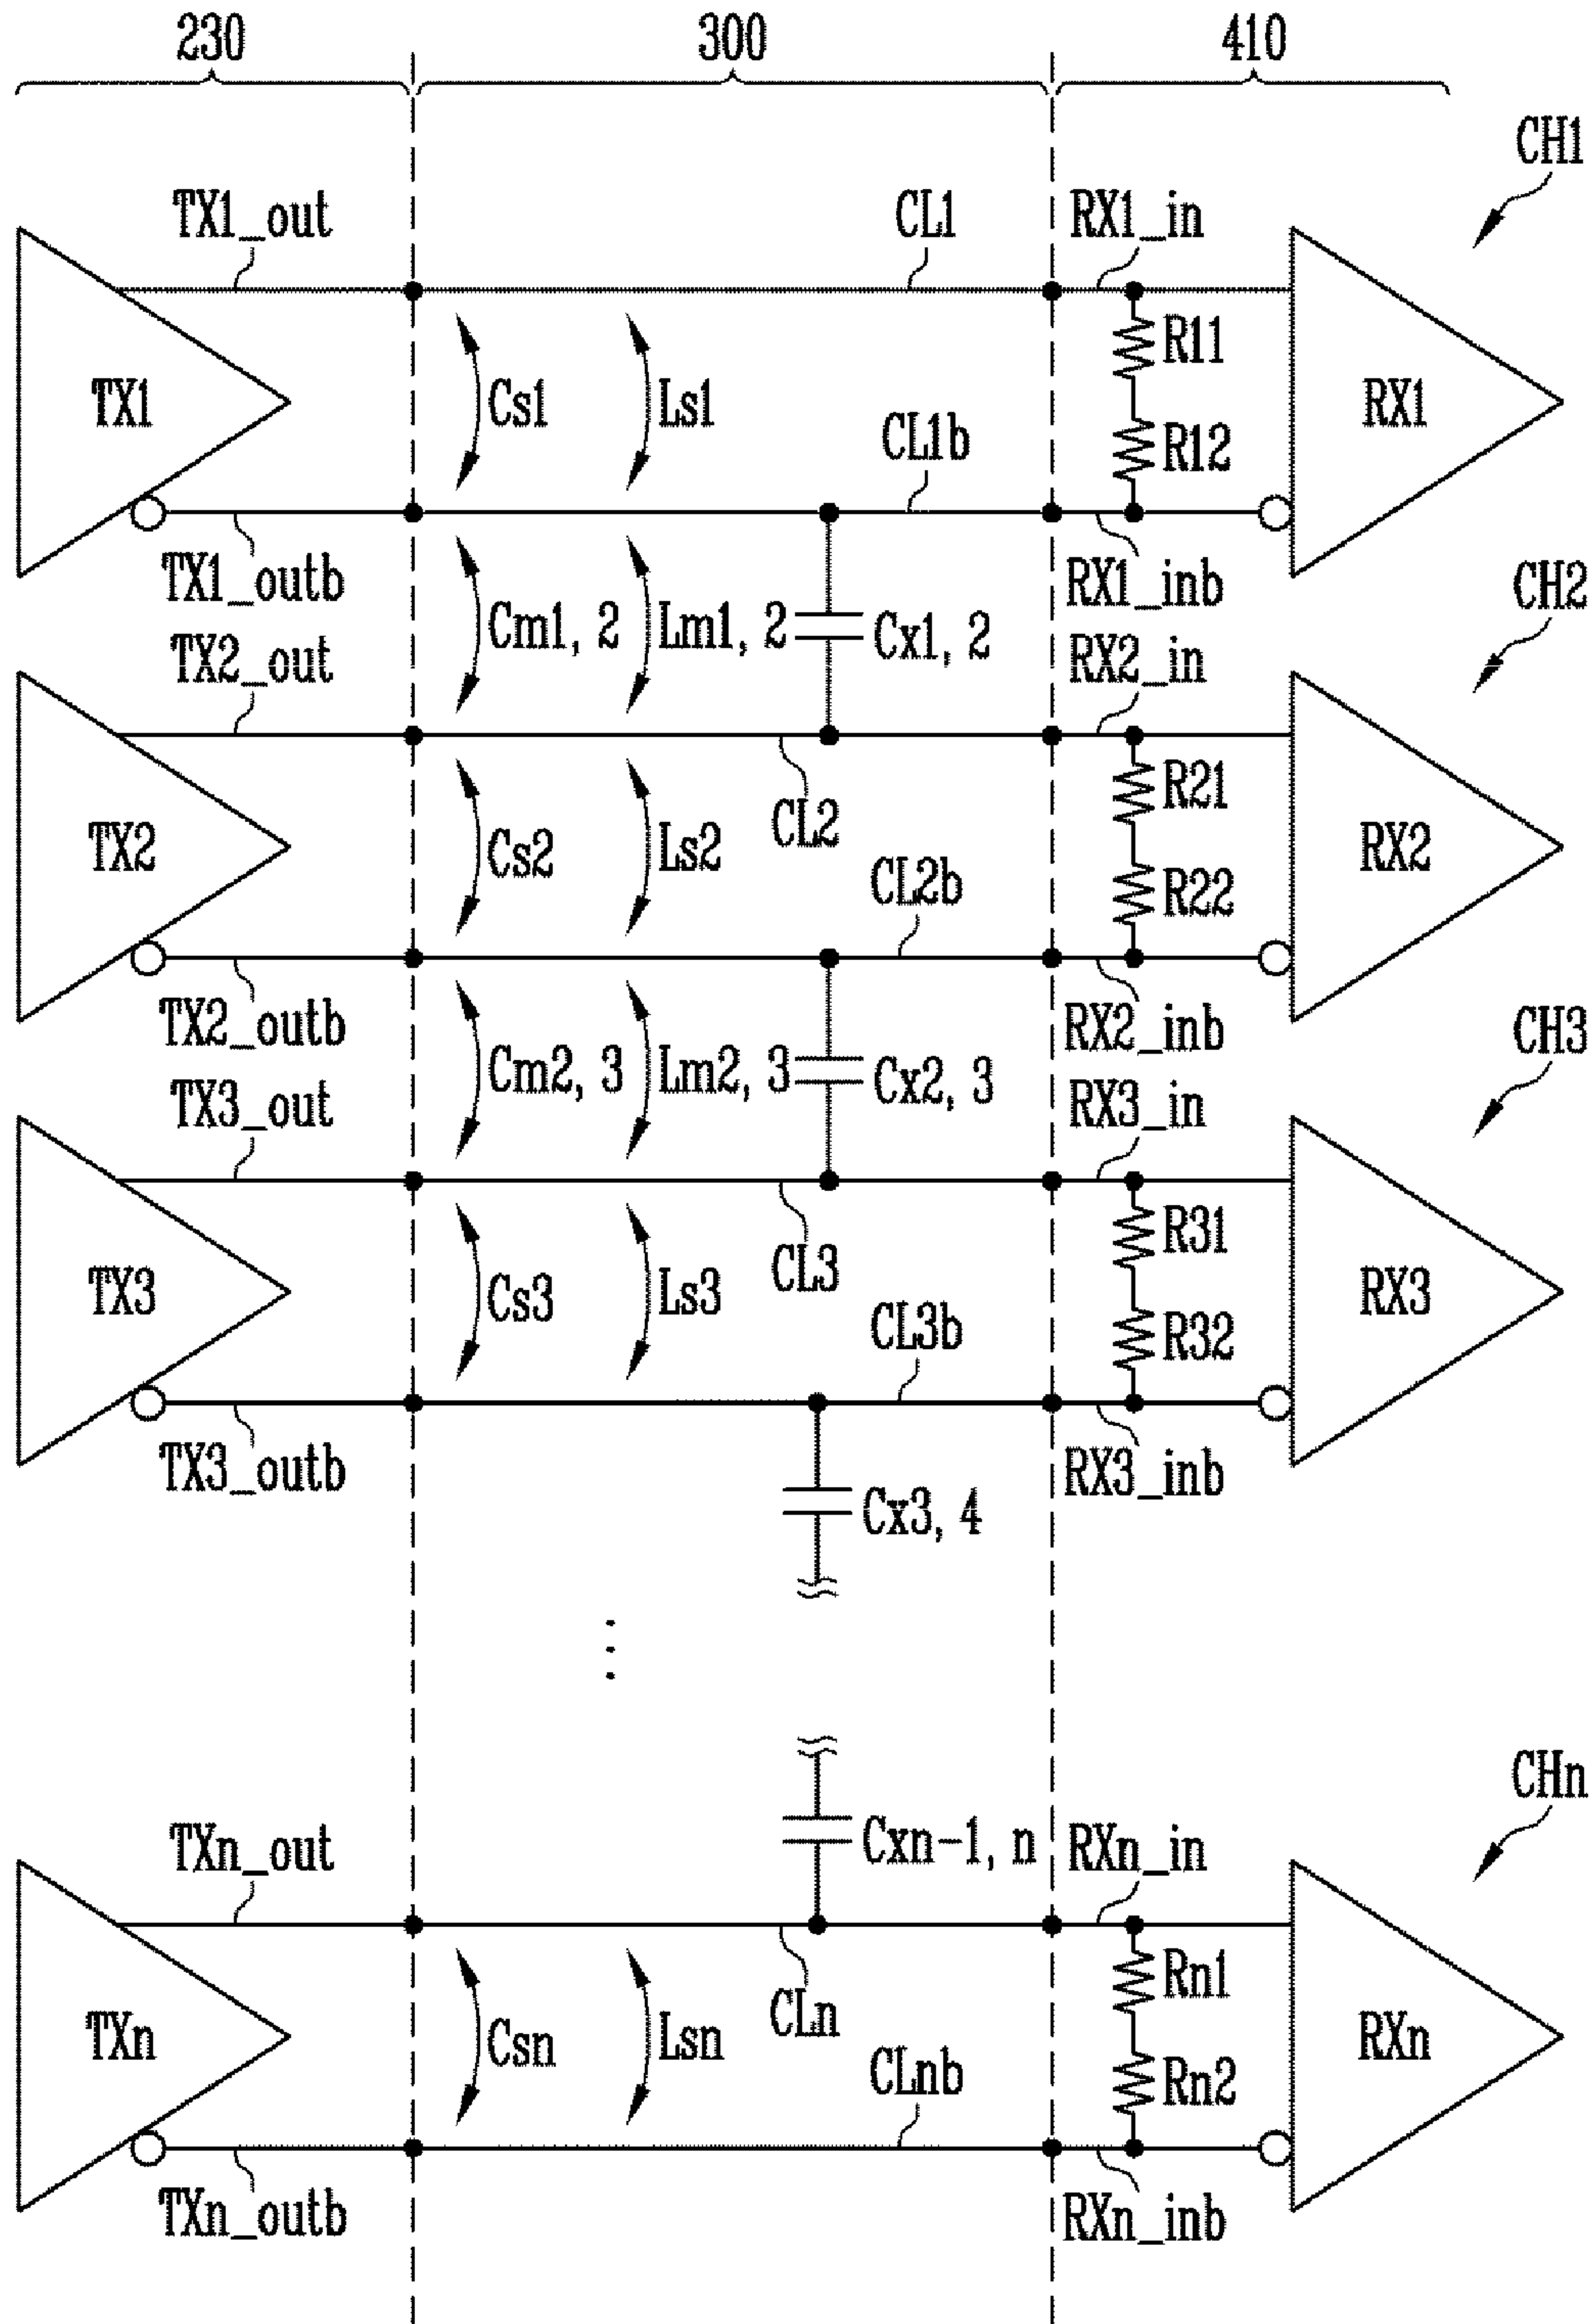 230 300 410
CH1
TX1_out CL1 RX1_in
R11
TX1 Cs1 Ls1 RX1
CL1b R12
TX1_outb RX1_inb CH2
Cm1, 2 Lm1, 2 Cx1, 2
TX2_out RX2_in
R21
CL2
TX2 Cs2 Ls2 RX2
CL2b R22
TX2_outb RX2_inb CH3
Cm2, 3 Lm2, 3 Cx2, 3
TX3_out RX3_in
R31
CL3
TX3 Cs3 Ls3 RX3
CL3b R32
TX3_outb RX3_inb
Cx3, 4
CHn
TXn_out Cxn-1, n RXn_in
Rn1
CLn
TXn Csn Lsn RXn
CLnb Rn2
TXn_outb RXn_inb